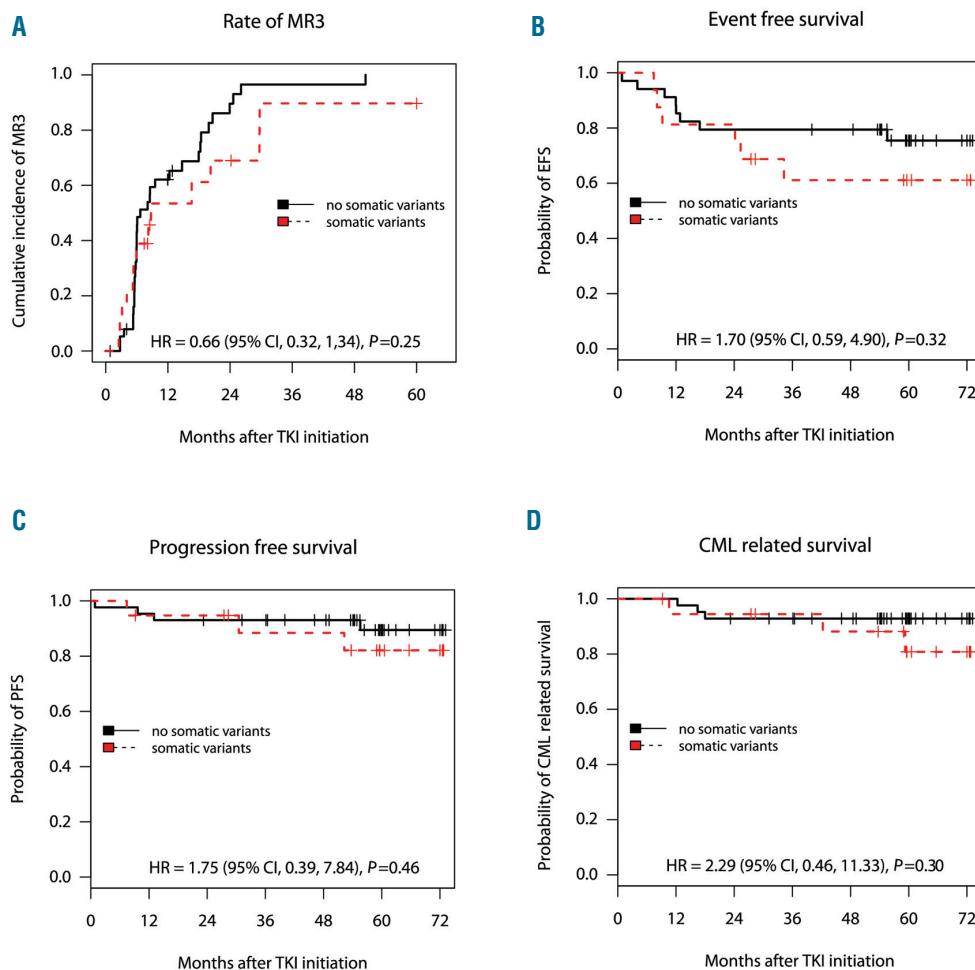 A
Rate of MR3
Cumulative incidence of MR3
1.0
0.8
0.6
0.4
0.2
0.0
no somatic variants
somatic variants
HR = 0.66 (95% CI, 0.32, 1,34), P=0.25
0 12 24 36 48 60
Months after TKI initiation
B
Event free survival
Probability of EFS
1.0
0.8
0.6
0.4
0.2
0.0
no somatic variants
somatic variants
HR = 1.70 (95% CI, 0.59, 4.90), P=0.32
0 12 24 36 48 60 72
Months after TKI initiation
C
Progression free survival
Probability of PFS
1.0
0.8
0.6
0.4
0.2
0.0
no somatic variants
somatic variants
HR = 1.75 (95% CI, 0.39, 7.84), P=0.46
0 12 24 36 48 60 72
Months after TKI initiation
D
CML related survival
Probability of CML related survival
1.0
0.8
0.6
0.4
0.2
0.0
no somatic variants
somatic variants
HR = 2.29 (95% CI, 0.46, 11.33), P=0.30
0 12 24 36 48 60 72
Months after TKI initiation